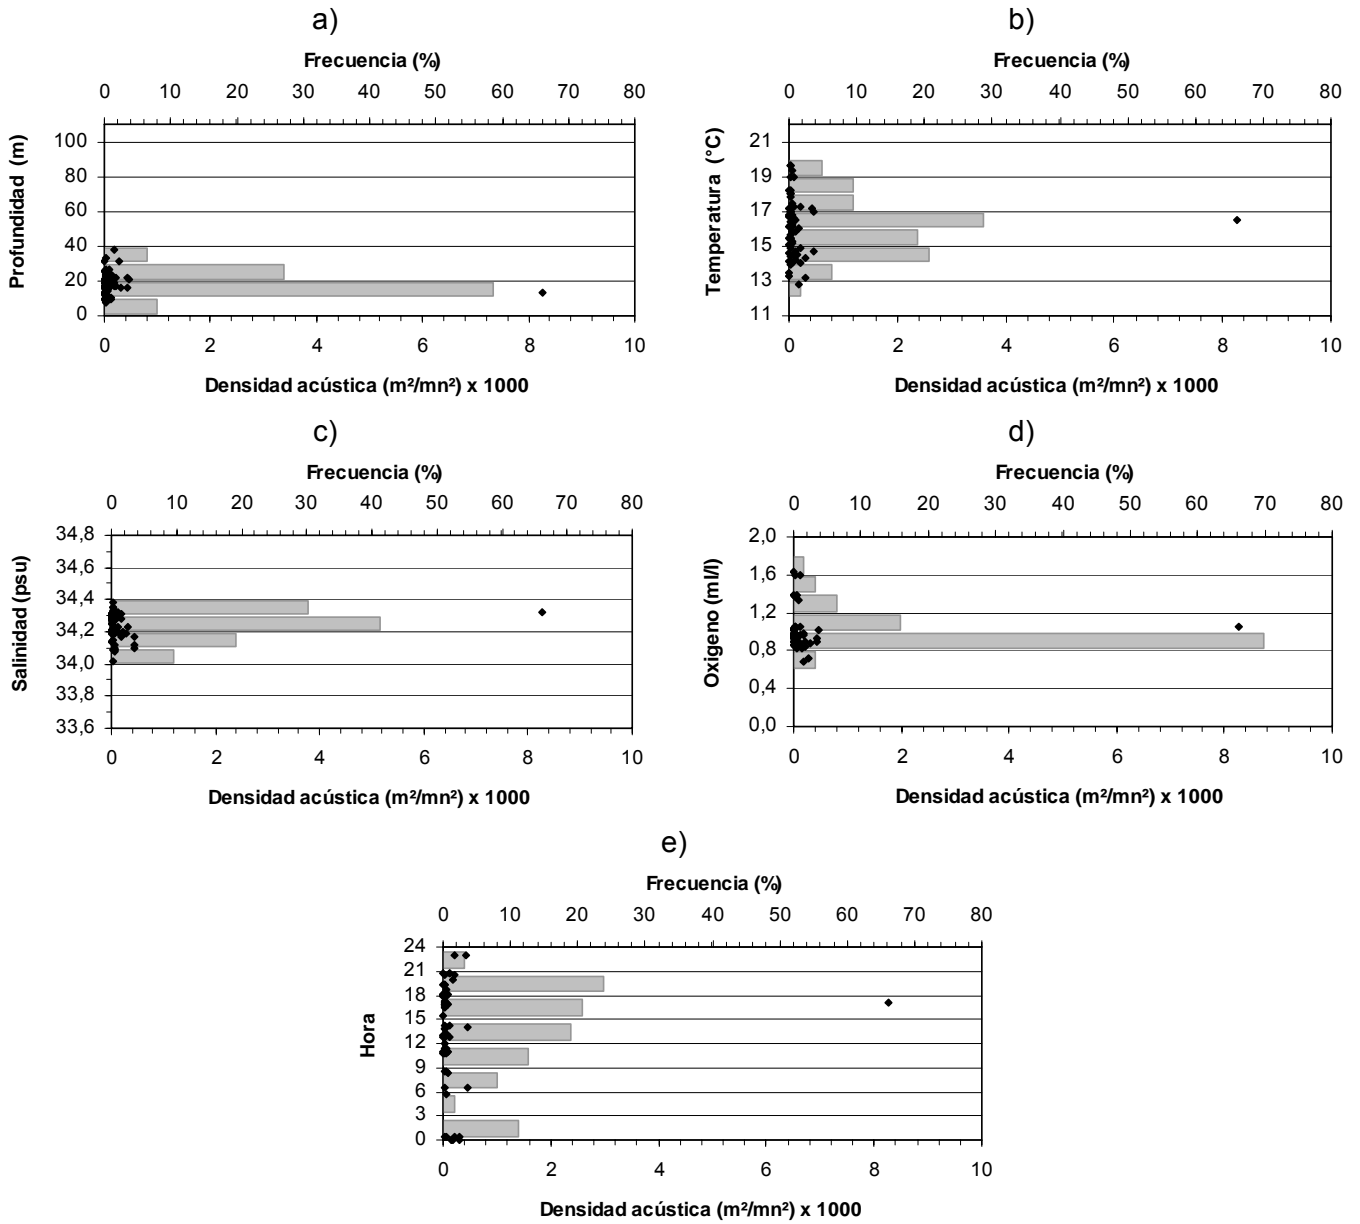 a)
Frecuencia (%)
0 10 20 30 40 50 60 70 80
Profundidad (m)
100
80
60
40
20
0
0 2 4 6 8 10
Densidad acústica (m²/mn²) x 1000
b)
Frecuencia (%)
0 10 20 30 40 50 60 70 80
Temperatura (°C)
21
19
17
15
13
11
0 2 4 6 8 10
Densidad acústica (m²/mn²) x 1000
c)
Frecuencia (%)
0 10 20 30 40 50 60 70 80
Salinidad (psu)
34,8
34,6
34,4
34,2
34,0
33,8
33,6
0 2 4 6 8 10
Densidad acústica (m²/mn²) x 1000
d)
Frecuencia (%)
0 10 20 30 40 50 60 70 80
Oxigeno (ml/l)
2,0
1,6
1,2
0,8
0,4
0,0
0 2 4 6 8 10
Densidad acústica (m²/mn²) x 1000
e)
Frecuencia (%)
0 10 20 30 40 50 60 70 80
Hora
24
21
18
15
12
9
6
3
0
0 2 4 6 8 10
Densidad acústica (m²/mn²) x 1000